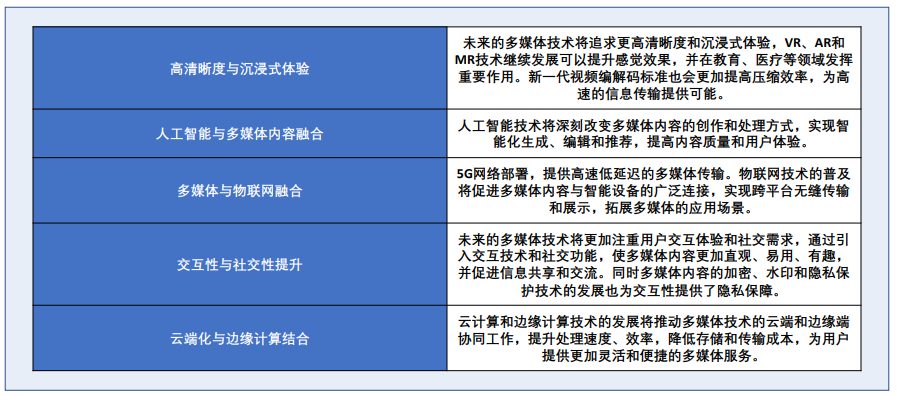 高清晰度与沉浸式体验
未来的多媒体技术将追求更高清晰度和沉浸式体验，VR、AR和
MR技术继续发展可以提升感觉效果，并在教育、医疗等领域发挥
重要作用。新一代视频编解码标准也会更加提高压缩效率，为高
速的信息传输提供可能。
人工智能与多媒体内容融合
人工智能技术将深刻改变多媒体内容的创作和处理方式，实现智
能化生成、编辑和推荐，提高内容质量和用户体验。
多媒体与物联网融合
5G网络部署，提供高速低延迟的多媒体传输。物联网技术的普及
将促进多媒体内容与智能设备的广泛连接，实现跨平台无缝传输
和展示，拓展多媒体的应用场景。
交互性与社交性提升
未来的多媒体技术将更加注重用户交互体验和社交需求，通过引
入交互技术和社交功能，使多媒体内容更加直观、易用、有趣，
并促进信息共享和交流。同时多媒体内容的加密、水印和隐私保
护技术的发展也为交互性提供了隐私保障。
云端化与边缘计算结合
云计算和边缘计算技术的发展将推动多媒体技术的云端和边缘端
协同工作，提升处理速度、效率，降低存储和传输成本，为用户
提供更加灵活和便捷的多媒体服务。